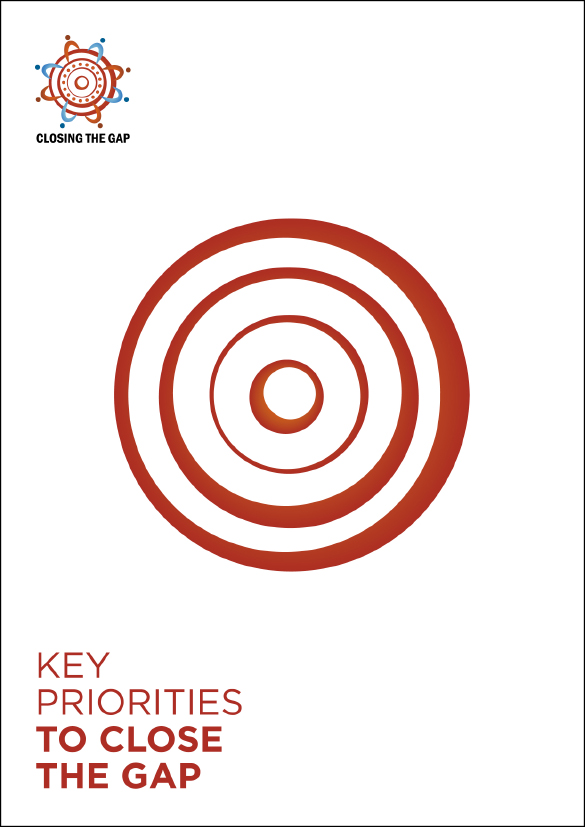 CLOSING THE GAP
KEY
PRIORITIES
TO CLOSE
THE GAP